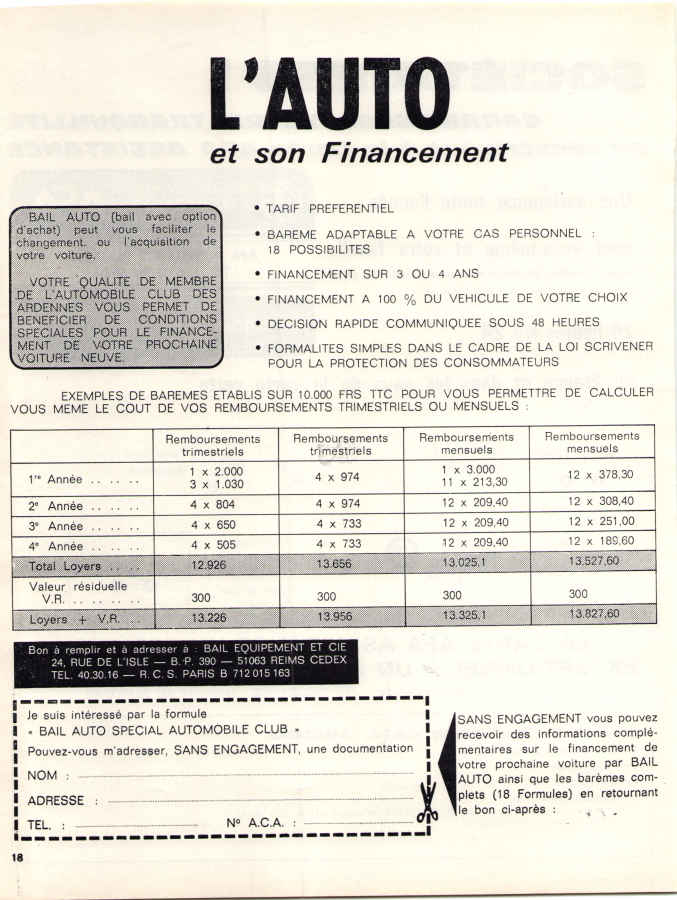 L'AUTO
et son Financement
BAIL AUTO (bail avec option
d'achat) peut vous faciliter le
changement ou l'acquisition de
votre voiture.
VOTRE QUALITE DE MEMBRE
DE L'AUTOMOBILE CLUB DES
ARDENNES VOUS PERMET DE
BENEFICIER DE CONDITIONS
SPECIALES POUR LE FINANCE-
MENT DE VOTRE PROCHAINE
VOITURE NEUVE.
• TARIF PREFERENTIEL
• BAREME ADAPTABLE A VOTRE CAS PERSONNEL :
18 POSSIBILITES
• FINANCEMENT SUR 3 OU 4 ANS
• FINANCEMENT A 100 % DU VEHICULE DE VOTRE CHOIX
• DECISION RAPIDE COMMUNIQUEE SOUS 48 HEURES
• FORMALITES SIMPLES DANS LE CADRE DE LA LOI SCRIVENER
POUR LA PROTECTION DES CONSOMMATEURS
EXEMPLES DE BAREMES ETABLIS SUR 10.000 FRS TTC POUR VOUS PERMETTRE DE CALCULER
VOUS MEME LE COUT DE VOS REMBOURSEMENTS TRIMESTRIELS OU MENSUELS :
Remboursements trimestriels Remboursements trimestriels Remboursements mensuels Remboursements mensuels
1re Année .. .. .. 1 x 2.000 3 x 1.030 4 x 974 1 x 3.000 11 x 213,30 12 x 378,30
2e Année .. .. .. 4 x 804 4 x 974 12 x 209,40 12 x 308,40
3e Année .. .. .. 4 x 650 4 x 733 12 x 209,40 12 x 251,00
4e Année .. .. .. 4 x 505 4 x 733 12 x 209,40 12 x 189,60
Total Loyers .. .. 12.926 13.656 13.025,1 13.527,60
Valeur résiduelle
V.R. .. .. .. .. 300 300 300 300
Loyers + V.R. .. 13.226 13.956 13.325,1 13.827,60
Bon à remplir et à adresser à : BAIL EQUIPEMENT ET CIE
24, RUE DE L'ISLE — B.P. 390 — 51063 REIMS CEDEX
TEL. 40.30.16 — R.C.S. PARIS B 712 015 163
Je suis intéressé par la formule
« BAIL AUTO SPECIAL AUTOMOBILE CLUB »
Pouvez-vous m'adresser, SANS ENGAGEMENT, une documentation
NOM :
ADRESSE :
TEL. : N° A.C.A. :
SANS ENGAGEMENT vous pouvez
recevoir des informations complé-
mentaires sur le financement de
votre prochaine voiture par BAIL
AUTO ainsi que les barèmes com-
plets (18 Formules) en retournant
le bon ci-après :
18